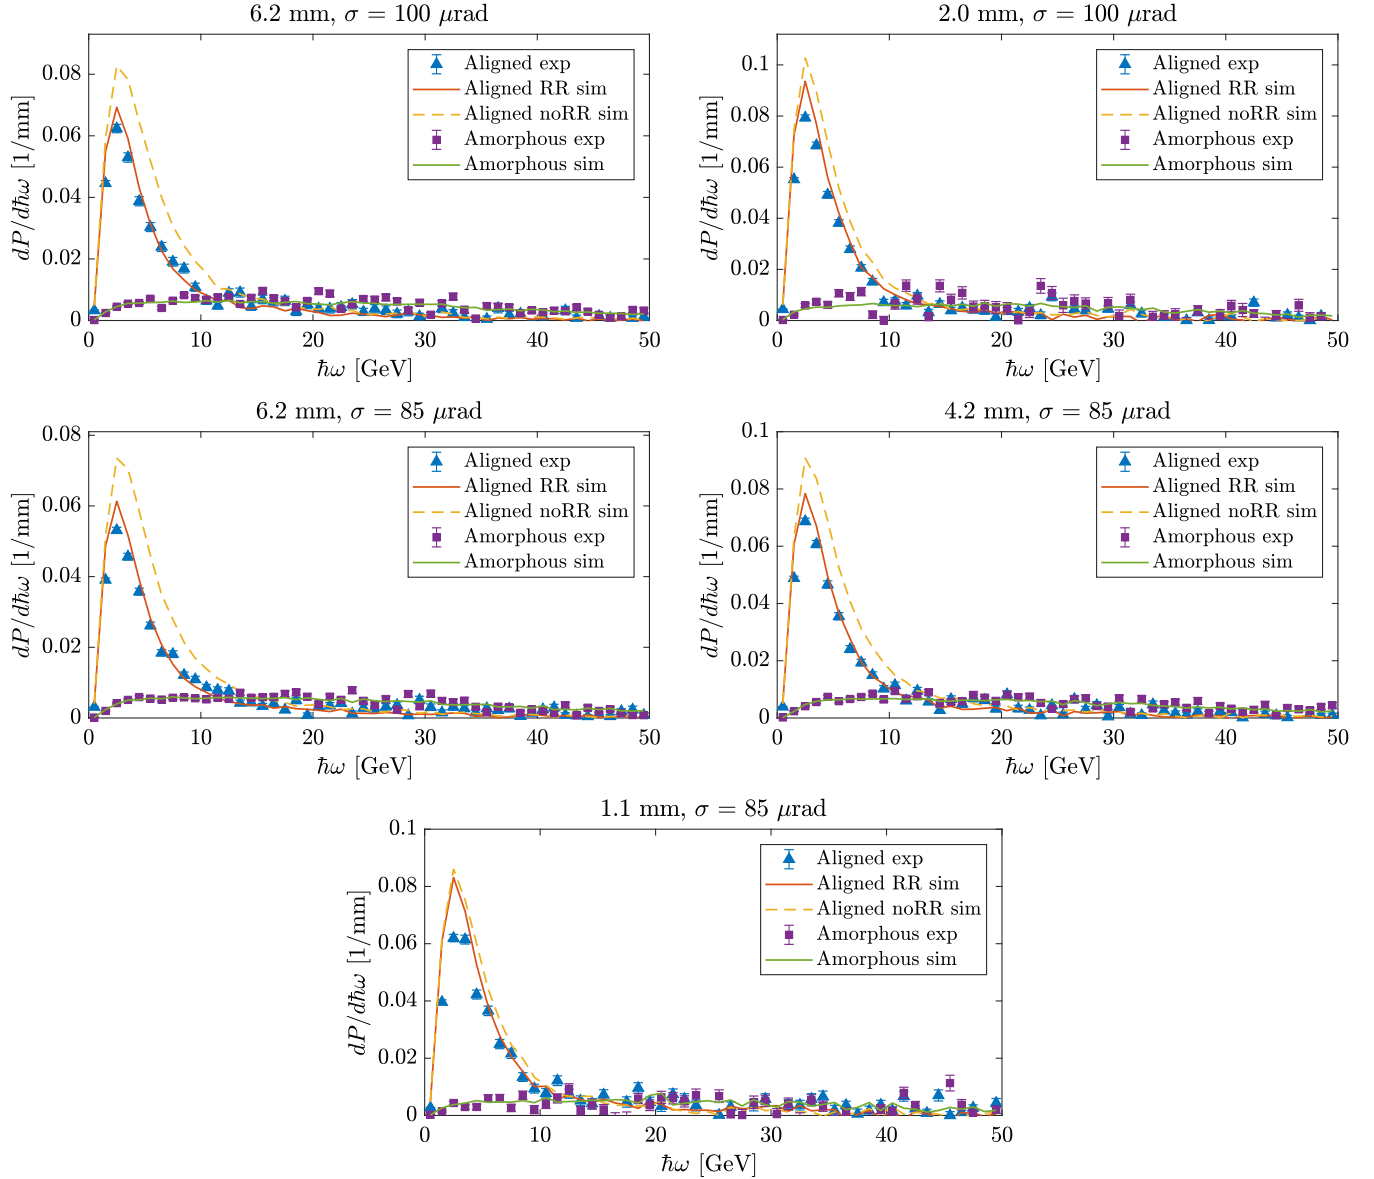 6.2 mm, σ = 100 μrad
dP/dℏω [1/mm]
0.08
0.06
0.04
0.02
0
Aligned exp
Aligned RR sim
Aligned noRR sim
Amorphous exp
Amorphous sim
0 10 20 30 40 50
ℏω [GeV]
2.0 mm, σ = 100 μrad
dP/dℏω [1/mm]
0.1
0.08
0.06
0.04
0.02
0
Aligned exp
Aligned RR sim
Aligned noRR sim
Amorphous exp
Amorphous sim
0 10 20 30 40 50
ℏω [GeV]
6.2 mm, σ = 85 μrad
dP/dℏω [1/mm]
0.08
0.06
0.04
0.02
0
Aligned exp
Aligned RR sim
Aligned noRR sim
Amorphous exp
Amorphous sim
0 10 20 30 40 50
ℏω [GeV]
4.2 mm, σ = 85 μrad
dP/dℏω [1/mm]
0.1
0.08
0.06
0.04
0.02
0
Aligned exp
Aligned RR sim
Aligned noRR sim
Amorphous exp
Amorphous sim
0 10 20 30 40 50
ℏω [GeV]
1.1 mm, σ = 85 μrad
dP/dℏω [1/mm]
0.1
0.08
0.06
0.04
0.02
0
Aligned exp
Aligned RR sim
Aligned noRR sim
Amorphous exp
Amorphous sim
0 10 20 30 40 50
ℏω [GeV]